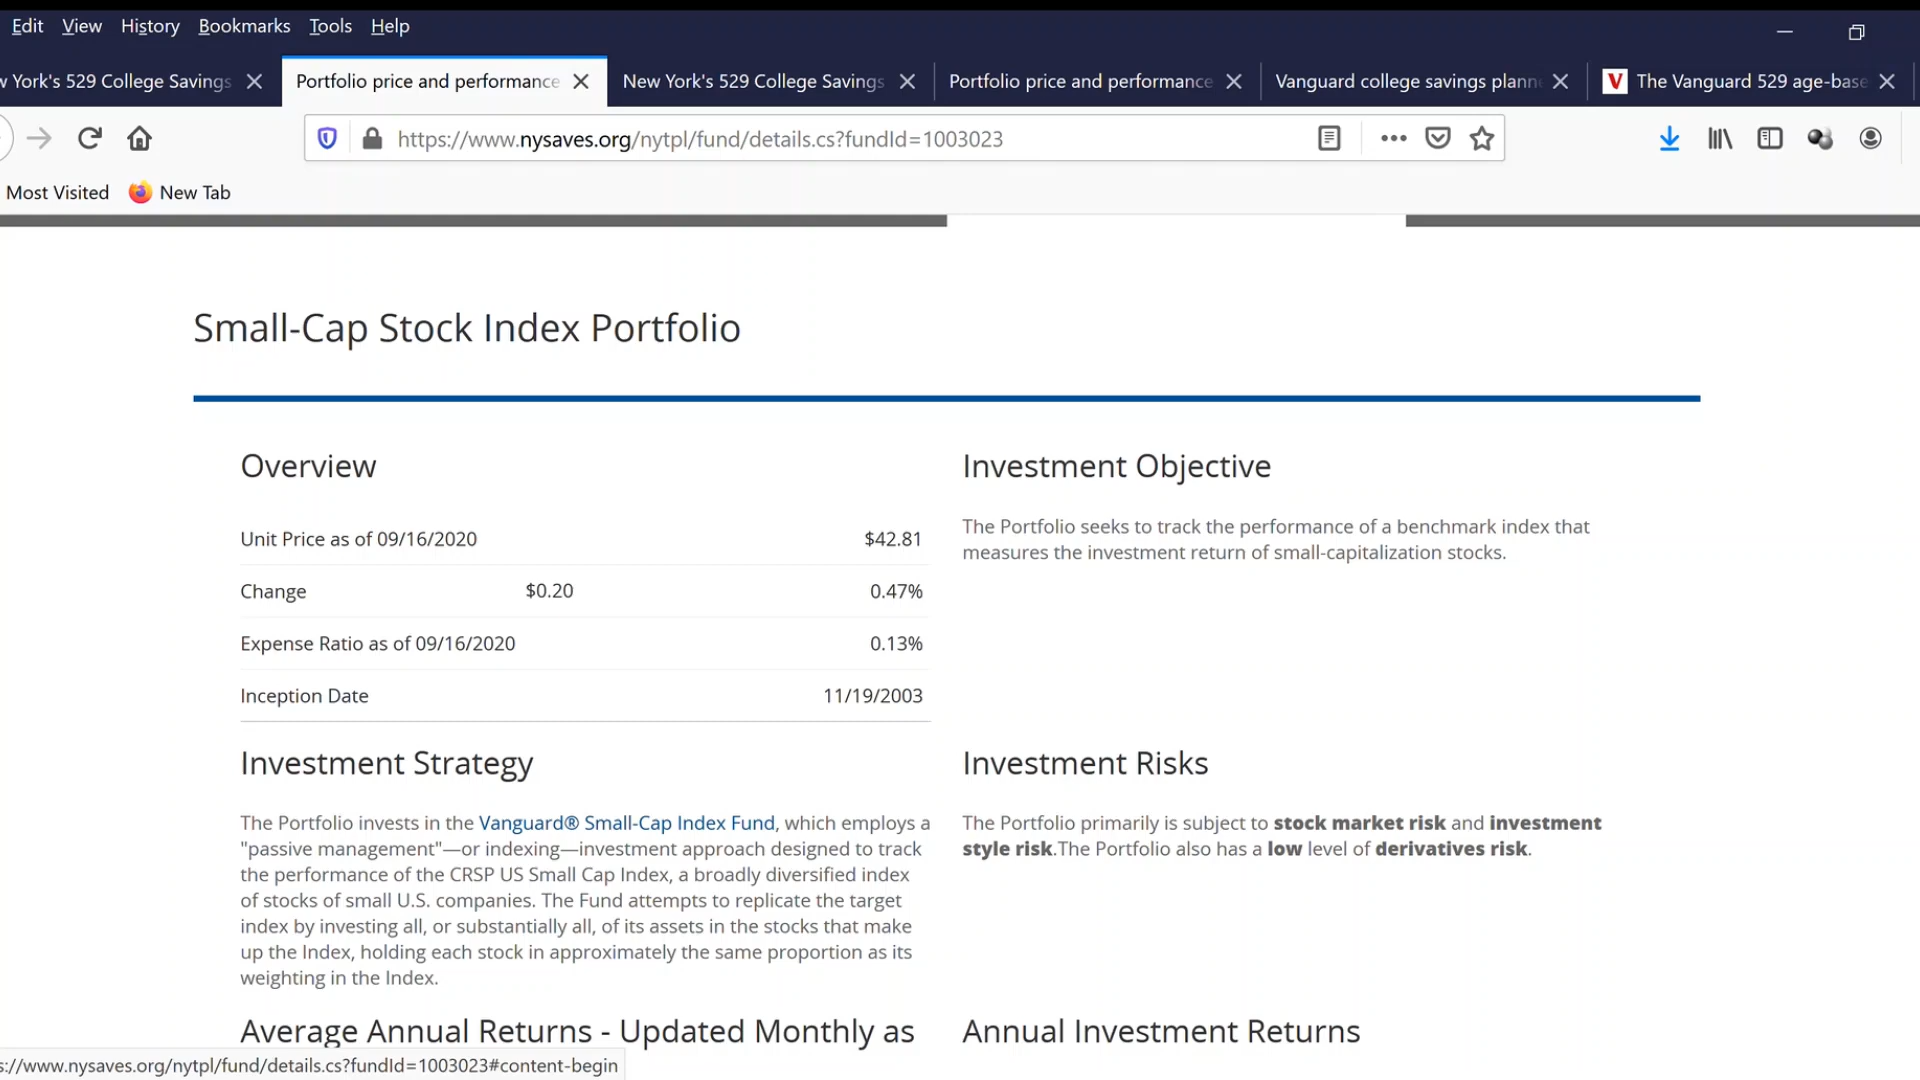 Edit View History Bookmarks Tools Help
York's 529 College Savings
Portfolio price and performance
New York's 529 College Savings
Portfolio price and performance
Vanguard college savings plann
The Vanguard 529 age-base
https://www.nysaves.org/nytpl/fund/details.cs?fundId=1003023
Most Visited New Tab
Small-Cap Stock Index Portfolio
Overview
Unit Price as of 09/16/2020 $42.81
Change $0.20 0.47%
Expense Ratio as of 09/16/2020 0.13%
Inception Date 11/19/2003
Investment Objective
The Portfolio seeks to track the performance of a benchmark index that
measures the investment return of small-capitalization stocks.
Investment Strategy
The Portfolio invests in the Vanguard® Small-Cap Index Fund, which employs a
"passive management"—or indexing—investment approach designed to track
the performance of the CRSP US Small Cap Index, a broadly diversified index
of stocks of small U.S. companies. The Fund attempts to replicate the target
index by investing all, or substantially all, of its assets in the stocks that make
up the Index, holding each stock in approximately the same proportion as its
weighting in the Index.
Investment Risks
The Portfolio primarily is subject to stock market risk and investment
style risk.The Portfolio also has a low level of derivatives risk.
Average Annual Returns - Updated Monthly as
Annual Investment Returns
s://www.nysaves.org/nytpl/fund/details.cs?fundId=1003023#content-begin